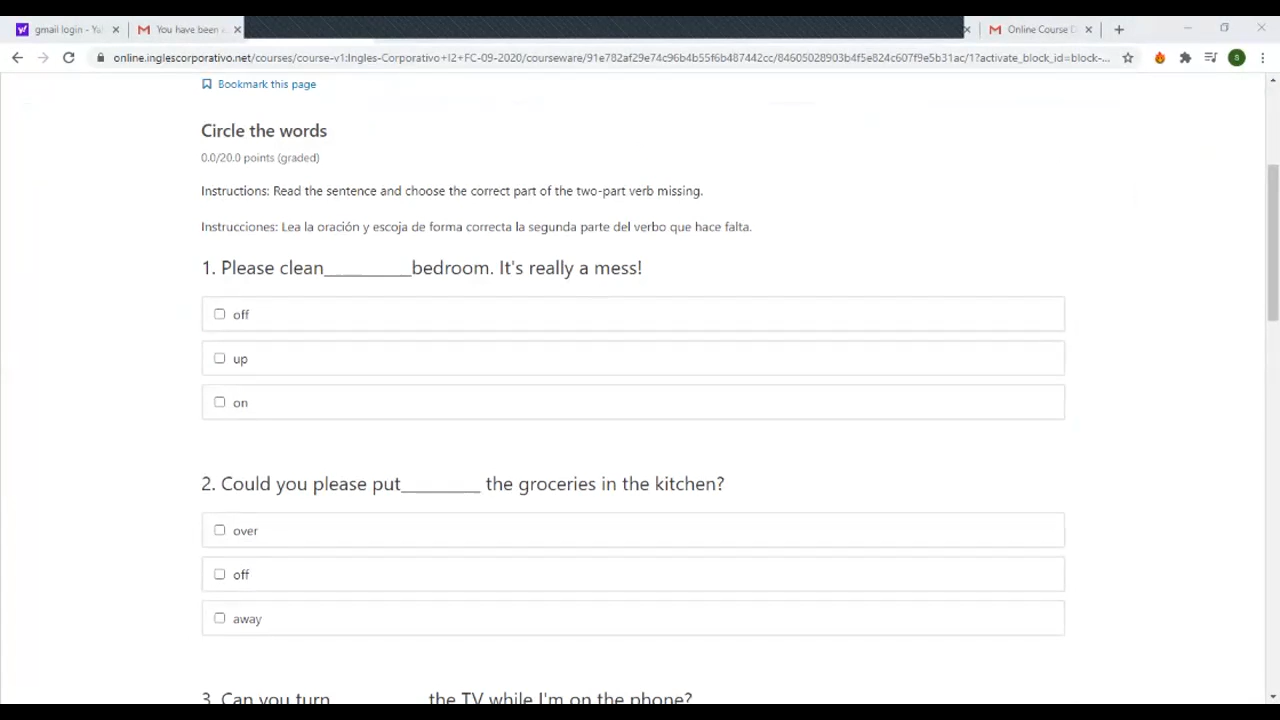 gmail login - Ya
You have been
Online Course D
online.inglescorporativo.net/courses/course-v1:Ingles-Corporativo+I2+FC-09-2020/courseware/91e782af29e74c96b4b55f6b487442cc/84605028903b4f5e824c607f9e5b31ac/1?activate_block_id=block-...
S
Bookmark this page
Circle the words
0.0/20.0 points (graded)
Instructions: Read the sentence and choose the correct part of the two-part verb missing.
Instrucciones: Lea la oración y escoja de forma correcta la segunda parte del verbo que hace falta.
1. Please clean__________bedroom. It's really a mess!
off
up
on
2. Could you please put_________ the groceries in the kitchen?
over
off
away
3. Can you turn___________ the TV while I'm on the phone?